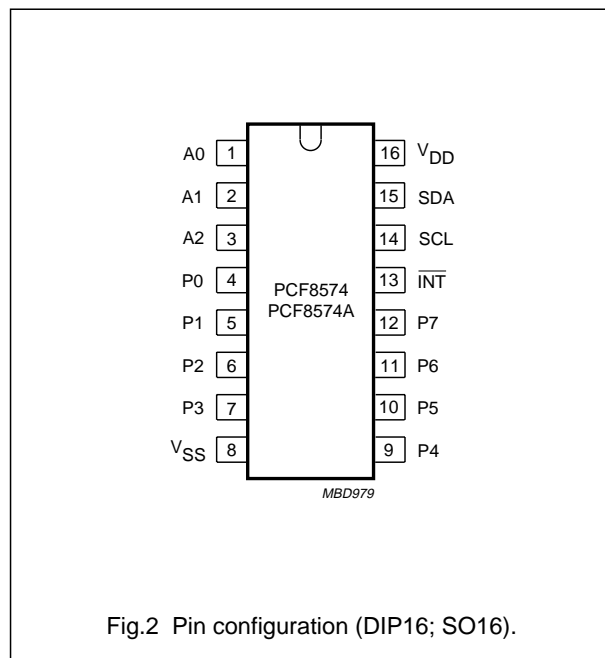 A0 1 16 VDD
A1 2 15 SDA
A2 3 14 SCL
P0 4 13 INT
PCF8574
PCF8574A
P1 5 12 P7
P2 6 11 P6
P3 7 10 P5
VSS 8 9 P4
MBD979
Fig.2 Pin configuration (DIP16; SO16).